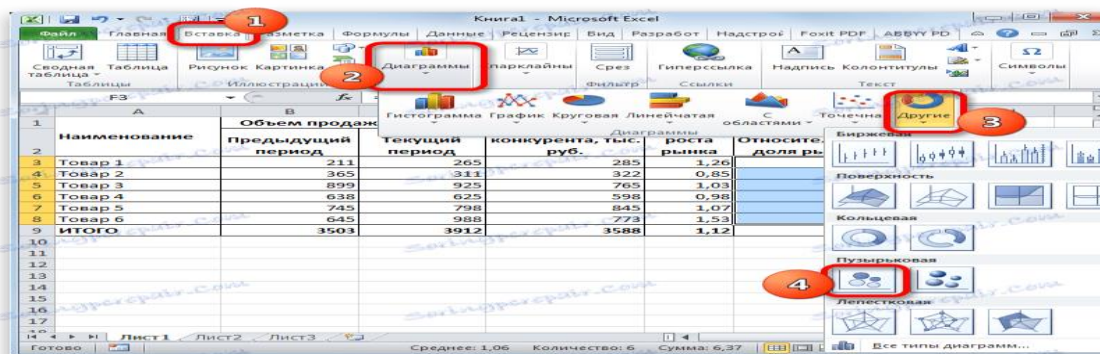 Книга1 - Microsoft Excel
1
Файл Главная Вставка Разметка Формулы Данные Рецензир Вид Разработ Надстрой Foxit PDF ABBYY PD
Сводная таблица Таблица Рисунок Картинка Диаграммы Спарклайны Срез Гиперссылка Надпись Колонтитулы Символы
2
Таблицы Иллюстрации Фильтр Ссылки Текст
F3 fx
Гистограмма График Круговая Линейчатая С областями Точечная Другие
3
Диаграммы
A B
1 Объем продаж
2 Наименование Предыдущий период Текущий период конкурента, тыс. руб. роста рынка Относите. доля ры
3 Товар 1 211 265 285 1,26
4 Товар 2 365 311 322 0,85
5 Товар 3 899 925 765 1,03
6 Товар 4 638 625 598 0,98
7 Товар 5 745 798 845 1,07
8 Товар 6 645 988 773 1,53
9 ИТОГО 3503 3912 3588 1,12
10
11
12
13
14
15
16
17
Биржевая
Поверхность
Кольцевая
Пузырьковая
4
Лепестковая
Все типы диаграмм...
Лист1 Лист2 Лист3
Готово Среднее: 1,06 Количество: 6 Сумма: 6,37